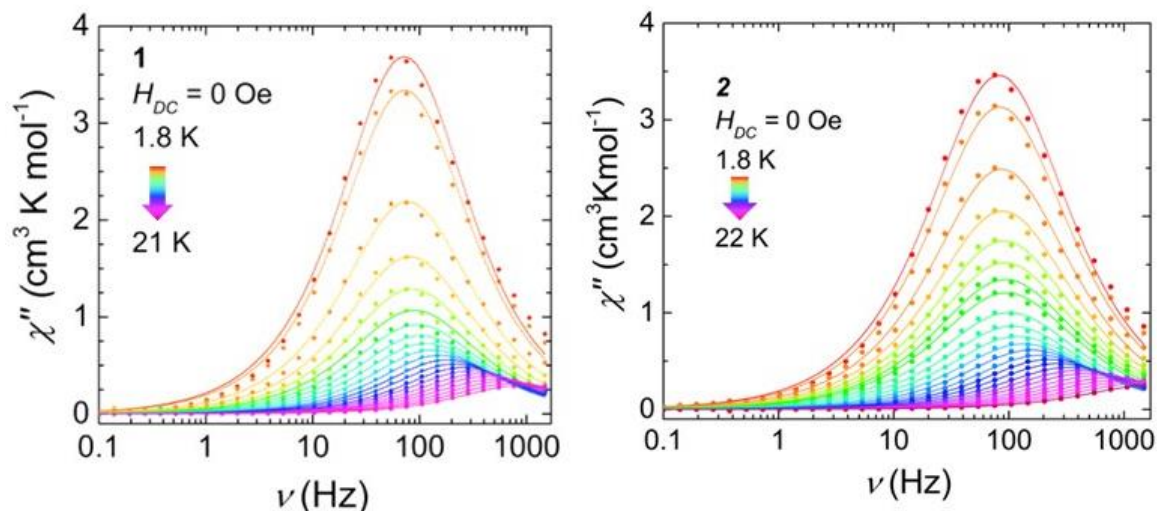 4
3
2
1
0
χ″ (cm³ K mol⁻¹)
1
H_DC = 0 Oe
1.8 K
21 K
0.1 1 10 100 1000
ν (Hz)
4
3
2
1
0
χ″ (cm³Kmol⁻¹)
2
H_DC = 0 Oe
1.8 K
22 K
0.1 1 10 100 1000
ν (Hz)